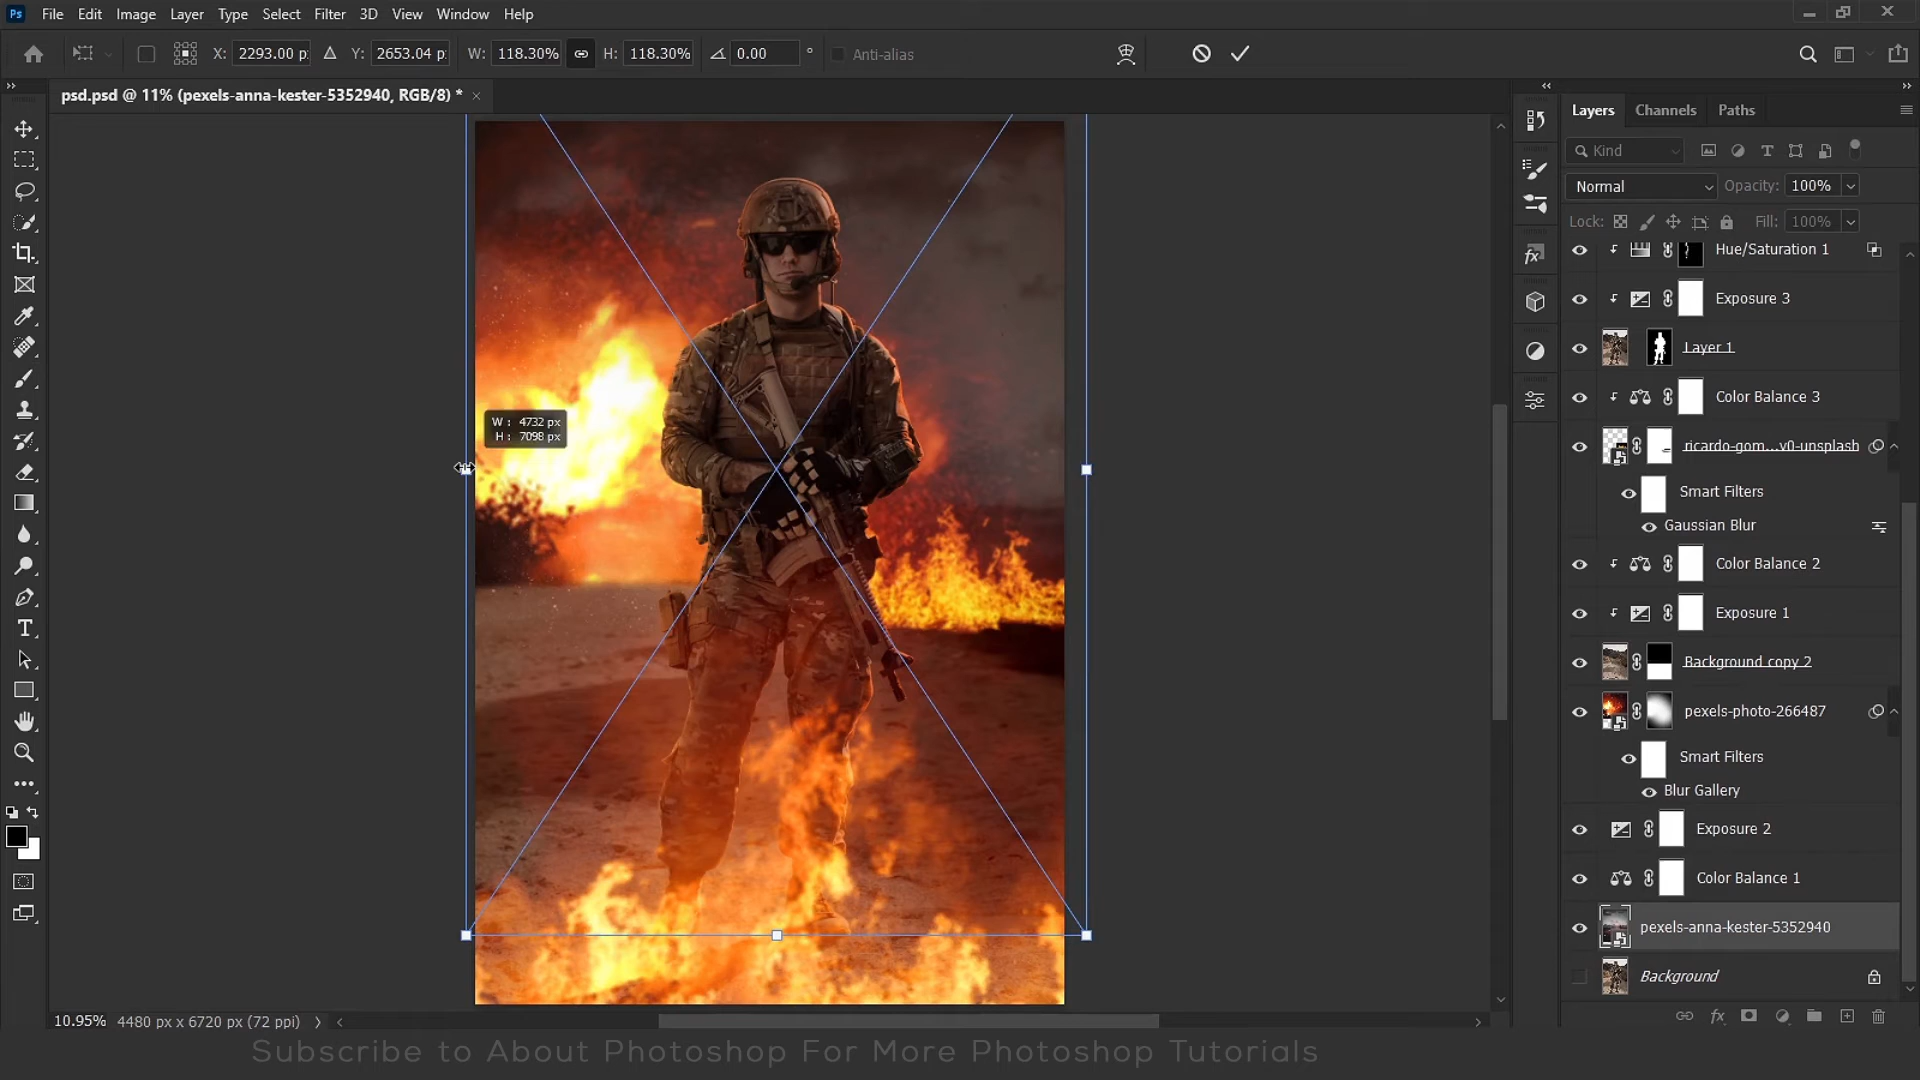 Ps File Edit Image Layer Type Select Filter 3D View Window Help
X: 2293.00 p Y: 2653.04 p W: 118.30% H: 118.30% 0.00 ° Anti-alias
psd.psd @ 11% (pexels-anna-kester-5352940, RGB/8) * ×
Layers Channels Paths
Kind
Normal Opacity: 100%
Lock: Fill: 100%
Hue/Saturation 1
Exposure 3
Layer 1
Color Balance 3
ricardo-gom...v0-unsplash
Smart Filters
Gaussian Blur
Color Balance 2
Exposure 1
Background copy 2
pexels-photo-266487
Smart Filters
Blur Gallery
Exposure 2
Color Balance 1
pexels-anna-kester-5352940
Background
W : 4732 px
H : 7098 px
10.95% 4480 px x 6720 px (72 ppi)
Subscribe to About Photoshop For More Photoshop Tutorials